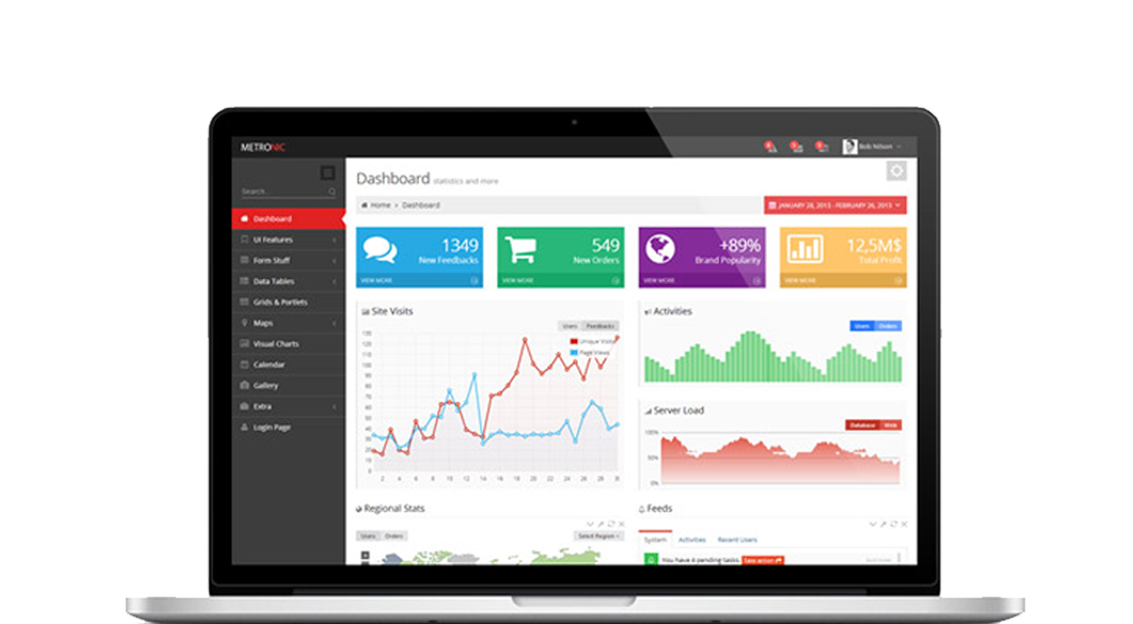 METRONIC
Bob Nilson
Search...
Dashboard
UI Features
Form Stuff
Data Tables
Grids & Portlets
Maps
Visual Charts
Calendar
Gallery
Extra
Login Page
Dashboard statistics and more
Home > Dashboard
JANUARY 28, 2013 - FEBRUARY 26, 2013
1349
New Feedbacks
VIEW MORE
549
New Orders
VIEW MORE
+89%
Brand Popularity
VIEW MORE
12,5M$
Total Profit
VIEW MORE
Site Visits
Users Feedbacks
Unique Visits
Page Views
130
120
110
100
90
80
70
60
50
40
30
20
10
0
2 4 6 8 10 12 14 16 18 20 22 24 26 28
Activities
Users Orders
Server Load
Database Web
100%
50%
0%
Regional Stats
Users Orders
Select Region
Feeds
System Activities Recent Users
You have 4 pending tasks. Take action